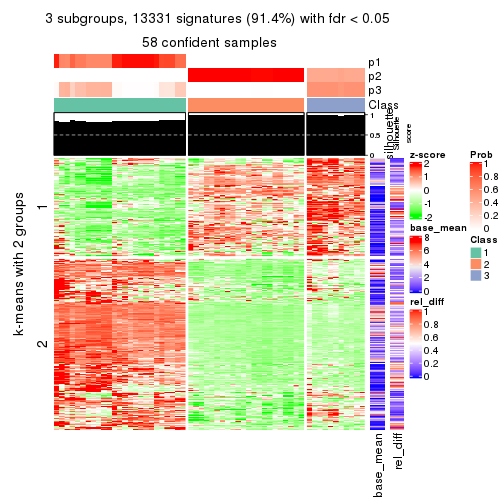 3 subgroups, 13331 signatures (91.4%) with fdr < 0.05
58 confident samples
p1
p2
p3
Class
silhouette
Silhouette
score
1
0.5
0
k-means with 2 groups
1
2
base_mean
rel_diff
z-score
2
1
0
-1
-2
base_mean
8
6
4
2
0
rel_diff
1
0.8
0.6
0.4
0.2
0
Prob
1
0.8
0.6
0.4
0.2
0
Class
1
2
3